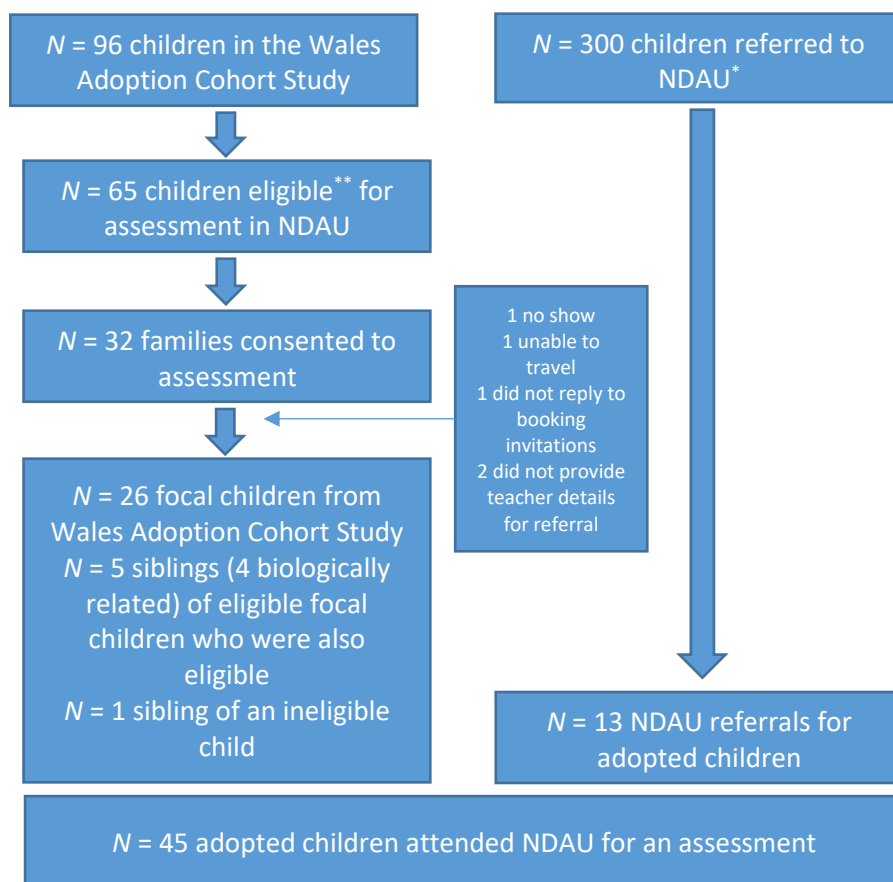 N = 96 children in the Wales
Adoption Cohort Study
N = 300 children referred to
NDAU*
N = 65 children eligible** for
assessment in NDAU
N = 32 families consented to
assessment
1 no show
1 unable to
travel
1 did not reply to
booking
invitations
2 did not provide
teacher details
for referral
N = 26 focal children from
Wales Adoption Cohort Study
N = 5 siblings (4 biologically
related) of eligible focal
children who were also
eligible
N = 1 sibling of an ineligible
child
N = 13 NDAU referrals for
adopted children
N = 45 adopted children attended NDAU for an assessment